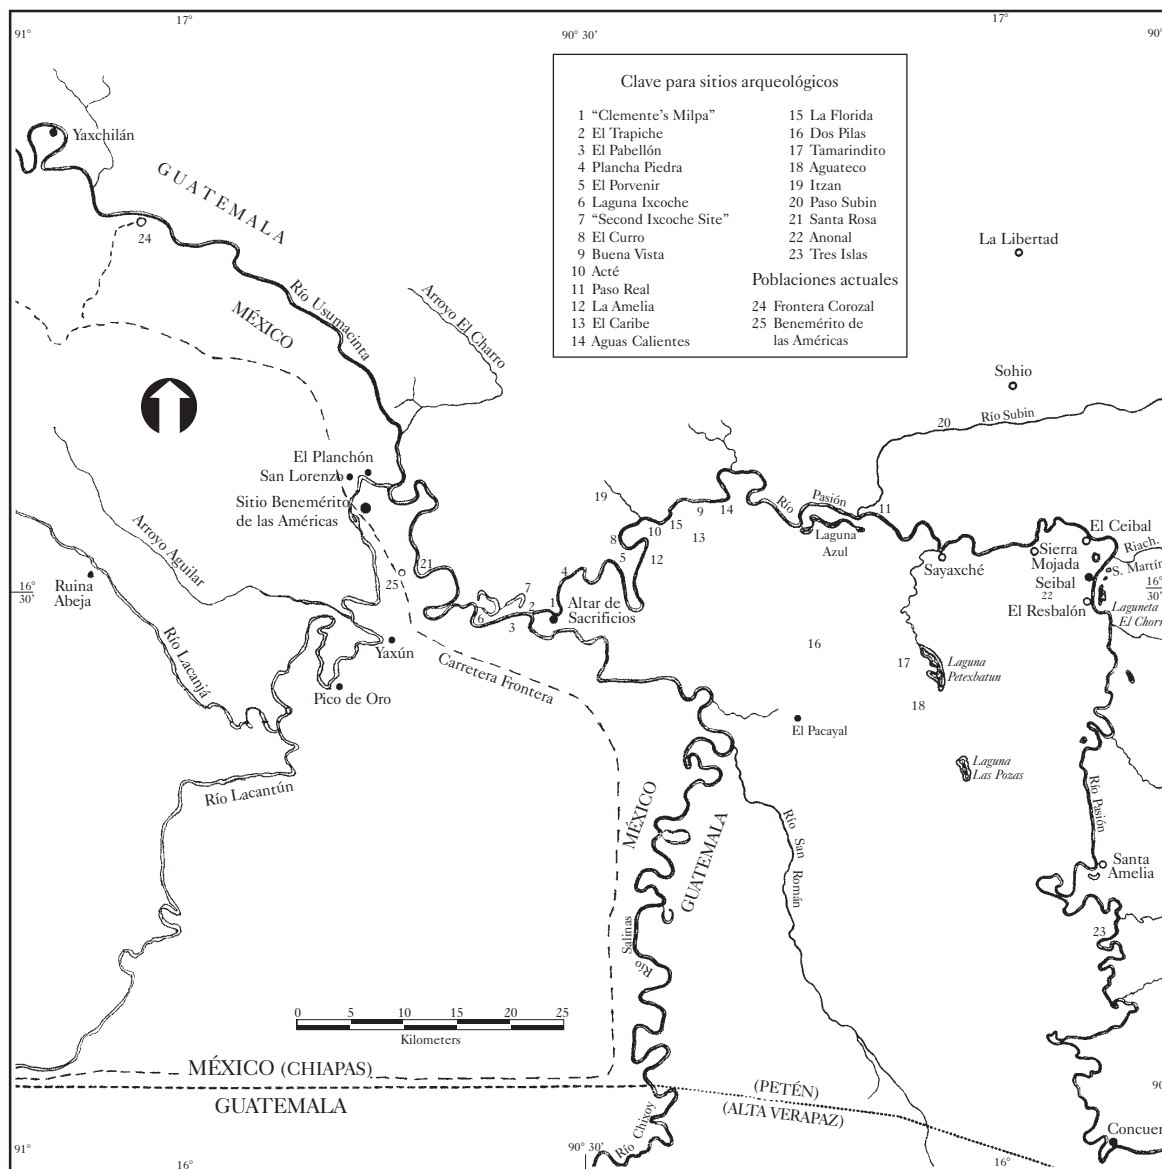 17°
17°
91°
90° 30'
90°
Clave para sitios arqueológicos
1 “Clemente's Milpa”
2 El Trapiche
3 El Pabellón
4 Plancha Piedra
5 El Porvenir
6 Laguna Ixcoche
7 “Second Ixcoche Site”
8 El Curro
9 Buena Vista
10 Acté
11 Paso Real
12 La Amelia
13 El Caribe
14 Aguas Calientes
15 La Florida
16 Dos Pilas
17 Tamarindito
18 Aguateco
19 Itzan
20 Paso Subin
21 Santa Rosa
22 Anonal
23 Tres Islas
Poblaciones actuales
24 Frontera Corozal
25 Benemérito de
las Américas
Yaxchilán
GUATEMALA
24
La Libertad
Río Usumacinta
MÉXICO
Arroyo El Charro
Sohio
20
Río Subin
El Planchón
San Lorenzo
Sitio Benemérito
de las Américas
Arroyo Aguilar
19
9
14
15
10
13
8
12
5
4
Río
Pasión
11
Laguna
Azul
El Ceibal
Riach.
S. Martín
Sierra
Mojada
Sayaxché
Seibal
22
El Resbalón
Laguneta
El Chorr
16°
30'
16°
30'
Ruina
Abeja
21
25
7
6
3
2
1
Altar de
Sacrificios
Yaxún
Río Lacanjá
Carretera Frontera
Pico de Oro
16
17
Laguna
Petexbatun
18
El Pacayal
Laguna
Las Pozas
Río Lacantún
MÉXICO
GUATEMALA
Río San Román
Río Pasión
Santa
Amelia
23
Salinas
Río
0 5 10 15 20 25
Kilometers
MÉXICO (CHIAPAS)
GUATEMALA
(PETÉN)
(ALTA VERAPAZ)
Río Chixoy
90
Concuer
91°
16°
90° 30'
16°